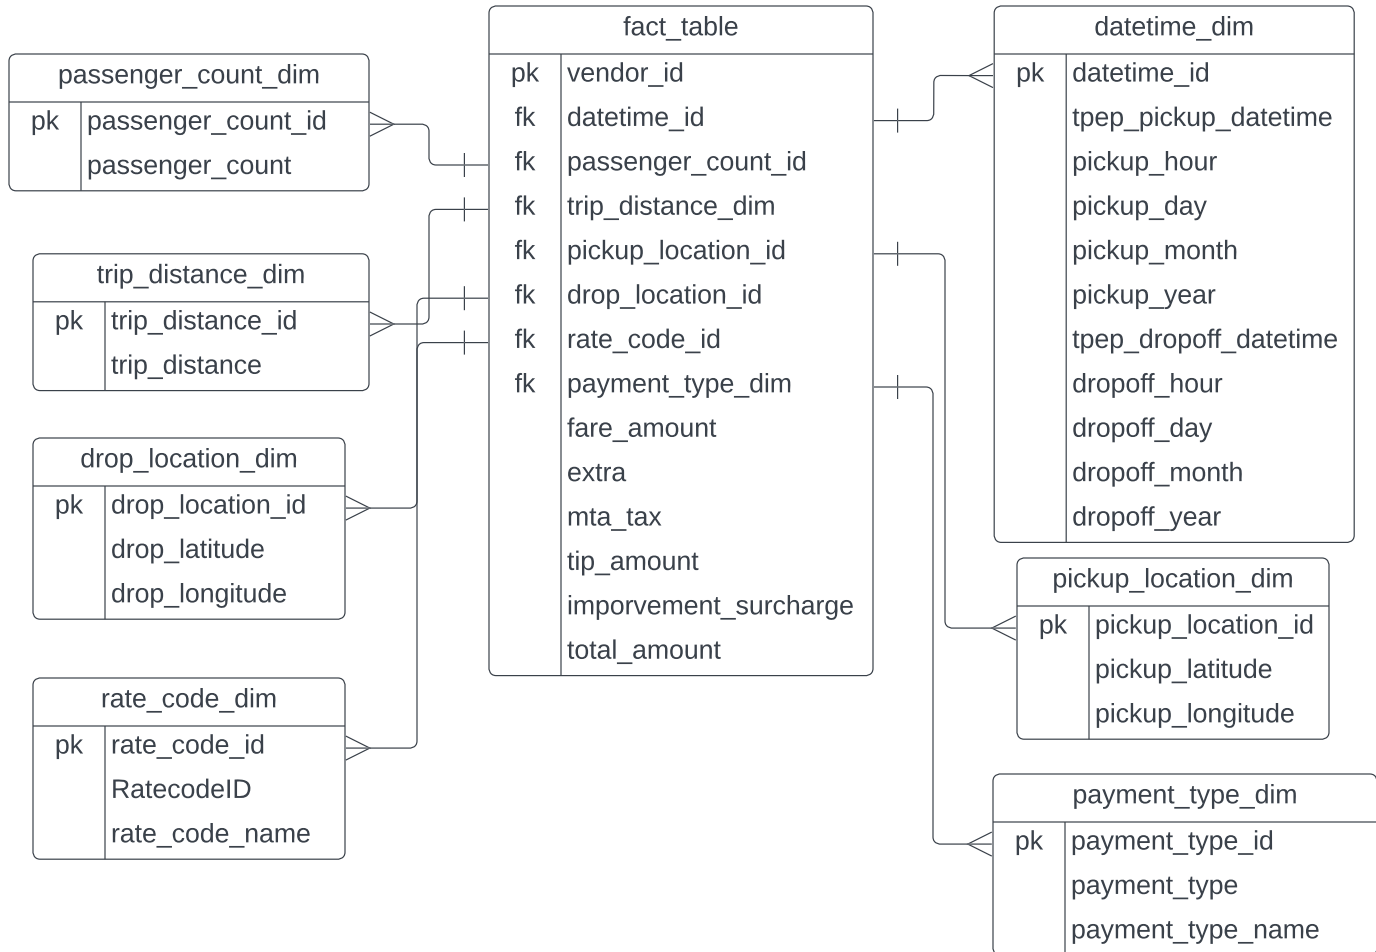 passenger_count_dim
pk passenger_count_id
passenger_count
trip_distance_dim
pk trip_distance_id
trip_distance
drop_location_dim
pk drop_location_id
drop_latitude
drop_longitude
rate_code_dim
pk rate_code_id
RatecodeID
rate_code_name
fact_table
pk vendor_id
fk datetime_id
fk passenger_count_id
fk trip_distance_dim
fk pickup_location_id
fk drop_location_id
fk rate_code_id
fk payment_type_dim
fare_amount
extra
mta_tax
tip_amount
imporvement_surcharge
total_amount
datetime_dim
pk datetime_id
tpep_pickup_datetime
pickup_hour
pickup_day
pickup_month
pickup_year
tpep_dropoff_datetime
dropoff_hour
dropoff_day
dropoff_month
dropoff_year
pickup_location_dim
pk pickup_location_id
pickup_latitude
pickup_longitude
payment_type_dim
pk payment_type_id
payment_type
payment_type_name